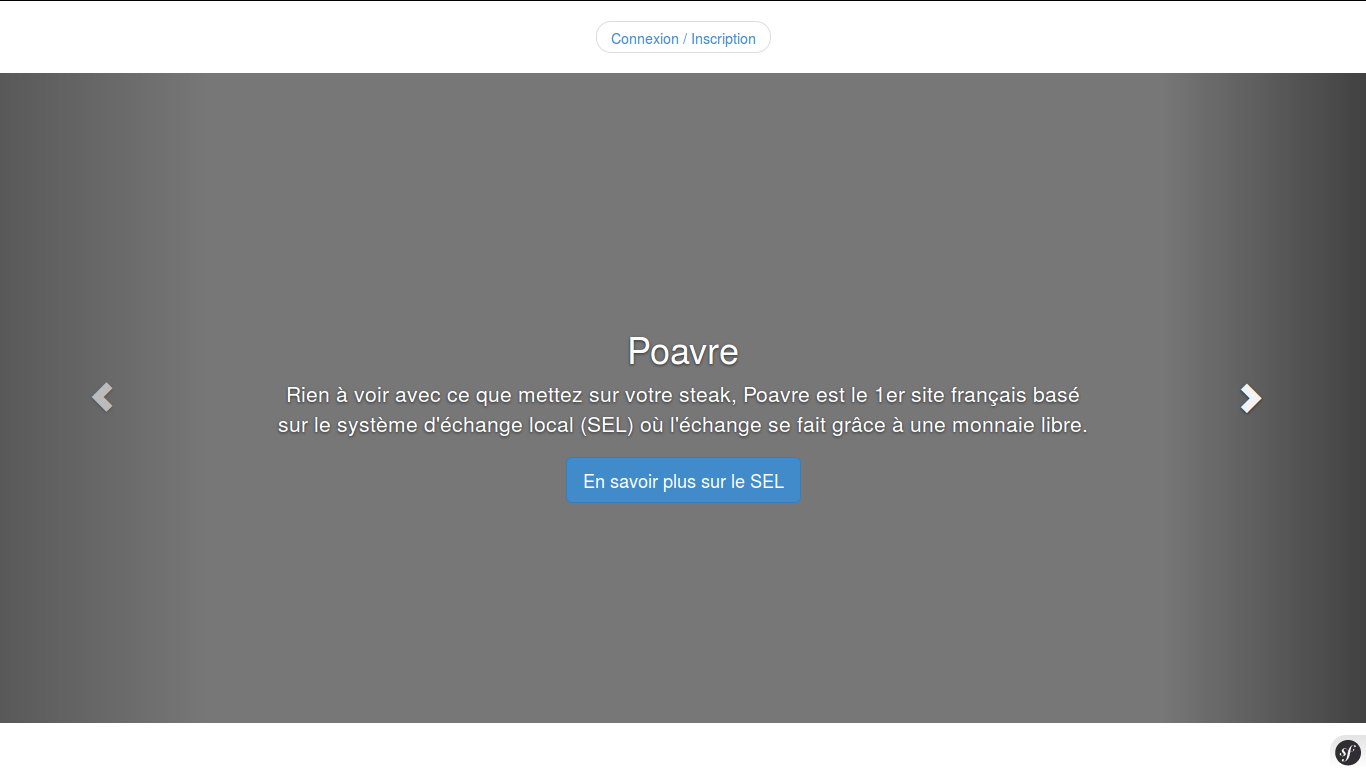 Connexion / Inscription
Poavre
Rien à voir avec ce que mettez sur votre steak, Poavre est le 1er site français basé
sur le système d'échange local (SEL) où l'échange se fait grâce à une monnaie libre.
En savoir plus sur le SEL
sf